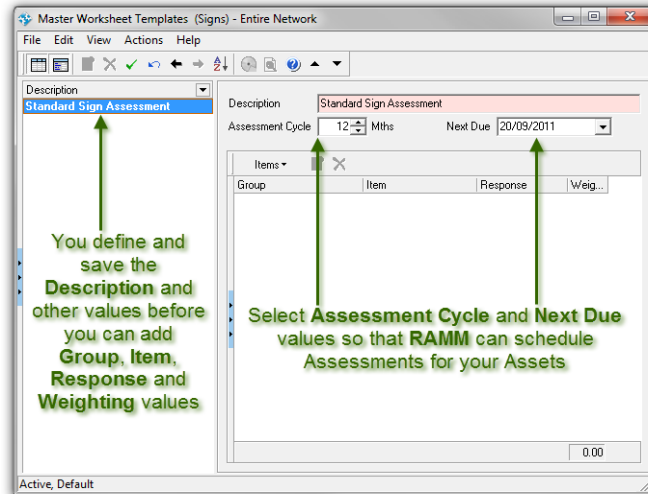 Master Worksheet Templates (Signs) - Entire Network
File Edit View Actions Help
Description
Standard Sign Assessment
Description Standard Sign Assessment
Assessment Cycle 12 Mths Next Due 20/09/2011
Items
Group Item Response Weig...
You define and
save the
Description and
other values before
you can add
Group, Item,
Response and
Weighting values
Select Assessment Cycle and Next Due
values so that RAMM can schedule
Assessments for your Assets
0.00
Active, Default